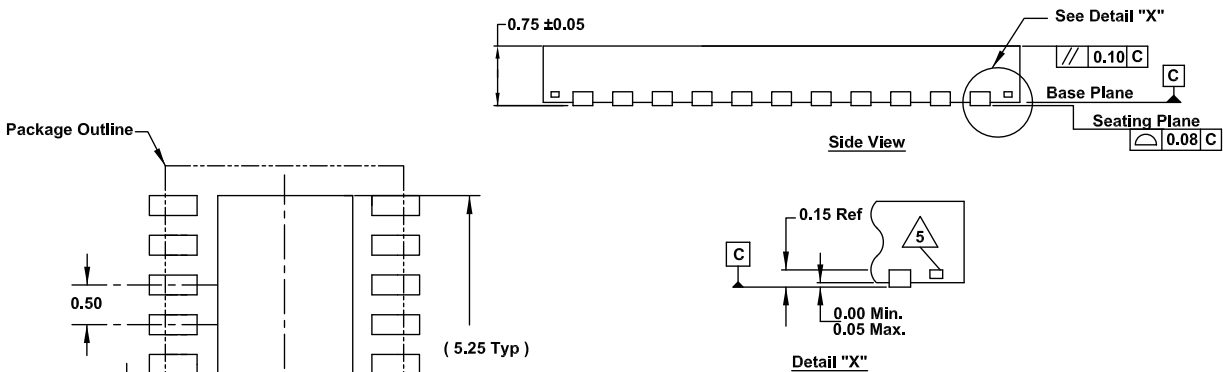 0.75 ±0.05
See Detail "X"
// 0.10 C
C
Base Plane
Seating Plane
0.08 C
Side View
Package Outline
0.15 Ref
5
C
0.50
0.00 Min.
0.05 Max.
( 5.25 Typ )
Detail "X"